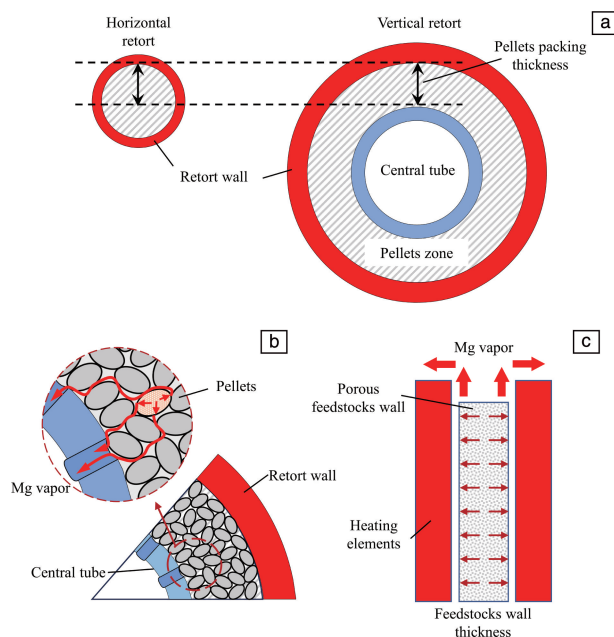 Horizontal
retort
Vertical retort
a
Pellets packing
thickness
Retort wall
Central tube
Pellets zone
b
Pellets
Mg vapor
Retort wall
Central tube
c
Mg vapor
Porous
feedstocks wall
Heating
elements
Feedstocks wall
thickness